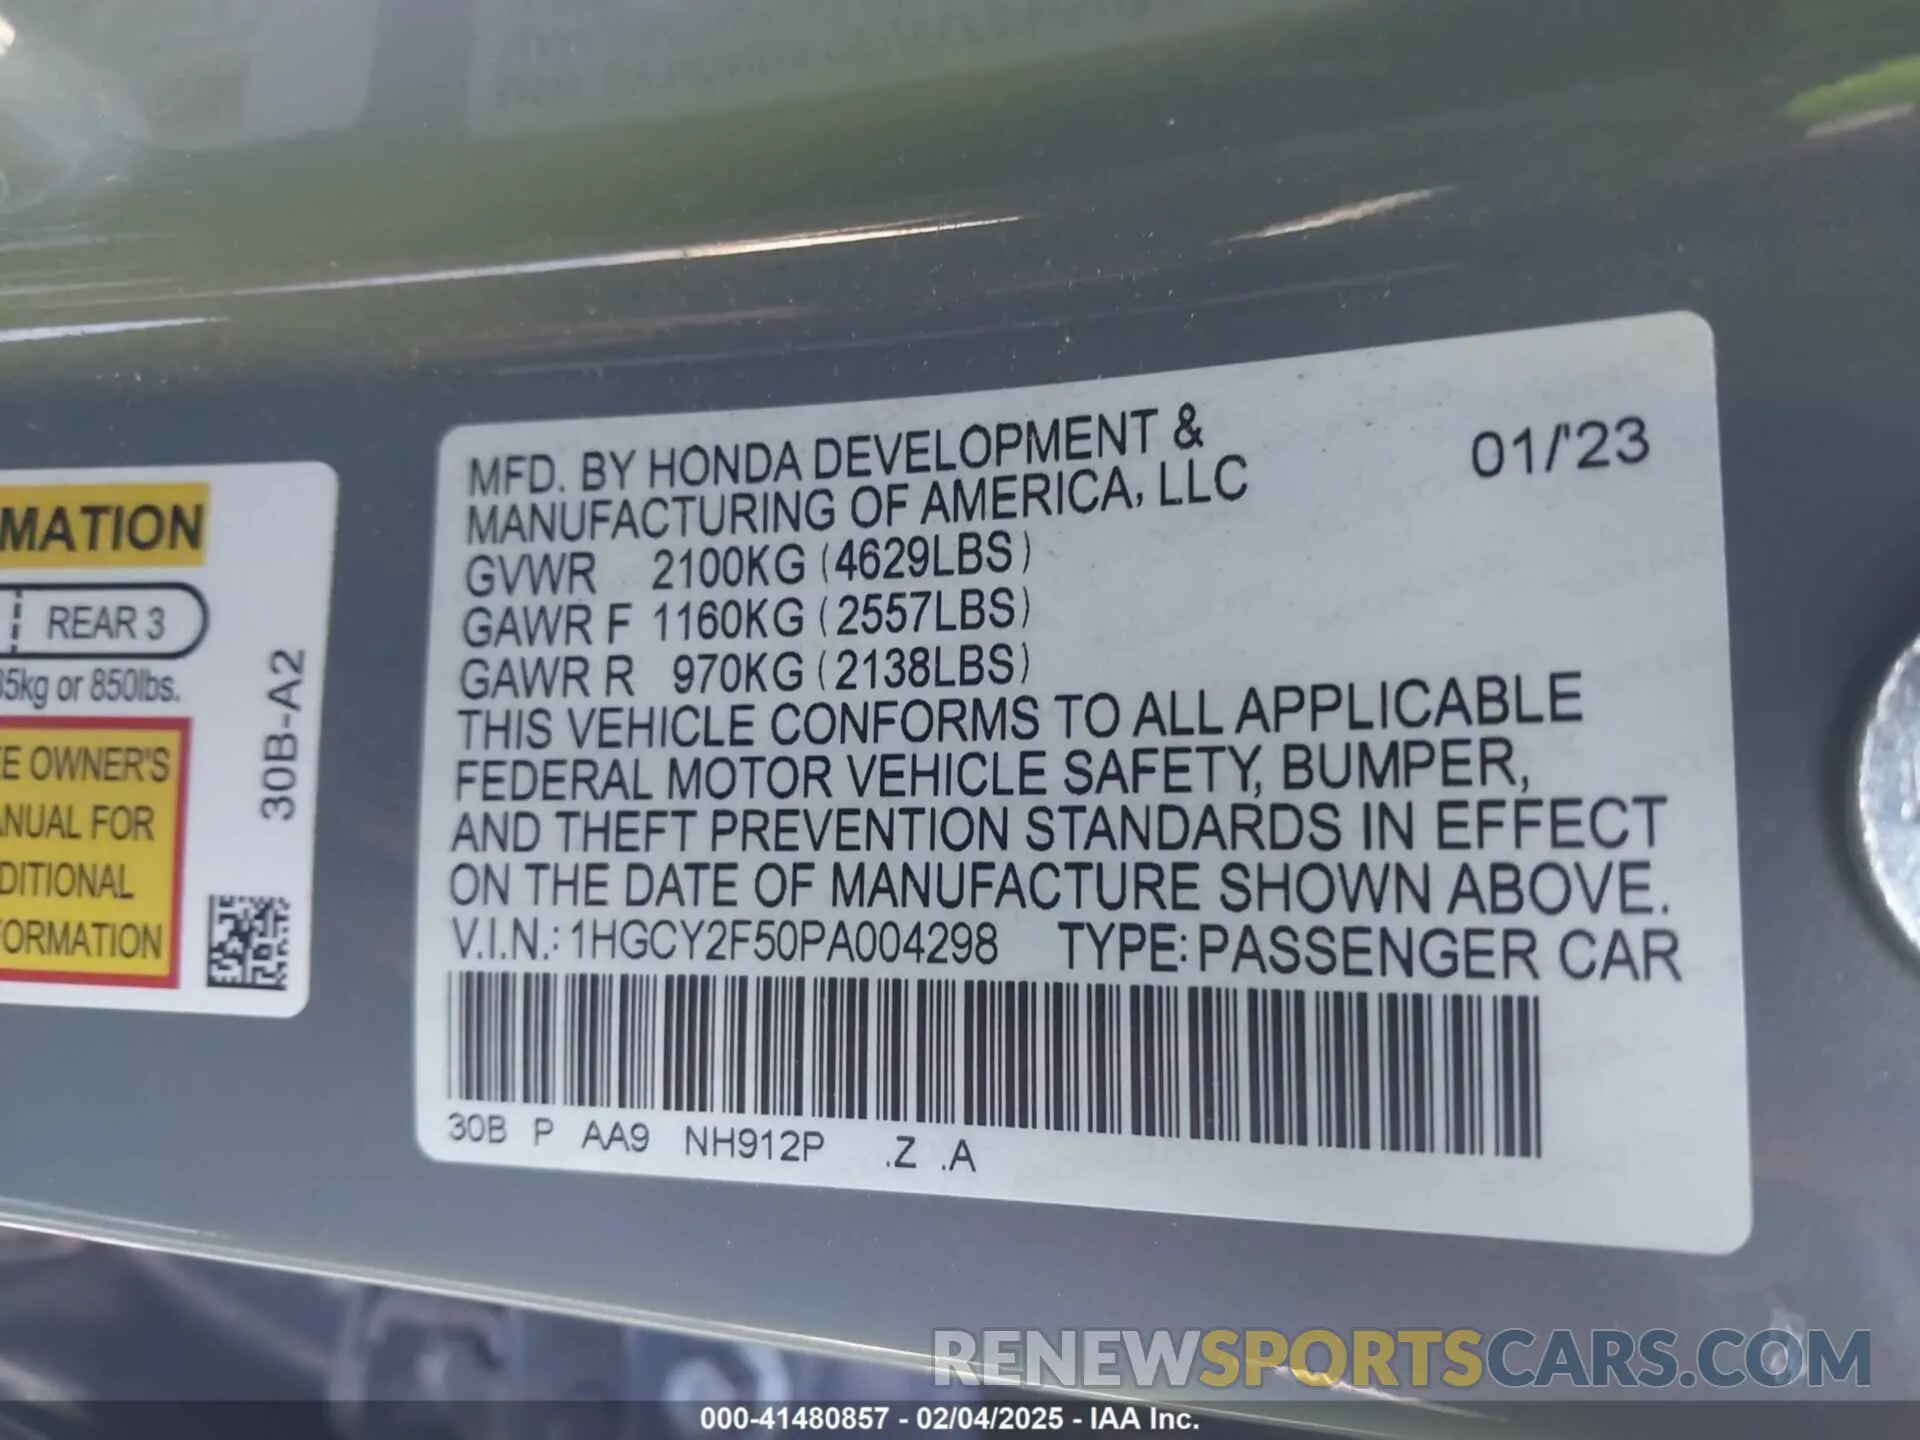 MFD. BY HONDA DEVELOPMENT &
MANUFACTURING OF AMERICA, LLC
01/'23
GVWR 2100KG (4629LBS)
GAWR F 1160KG (2557LBS)
GAWR R 970KG (2138LBS)
THIS VEHICLE CONFORMS TO ALL APPLICABLE
FEDERAL MOTOR VEHICLE SAFETY, BUMPER,
AND THEFT PREVENTION STANDARDS IN EFFECT
ON THE DATE OF MANUFACTURE SHOWN ABOVE.
V.I.N.: 1HGCY2F50PA004298 TYPE: PASSENGER CAR
30B P AA9 NH912P .Z .A
MATION
REAR 3
85kg or 850lbs.
E OWNER'S
NUAL FOR
DITIONAL
FORMATION
30B-A2
RENEWSPORTSCARS.COM
000-41480857 - 02/04/2025 - IAA Inc.